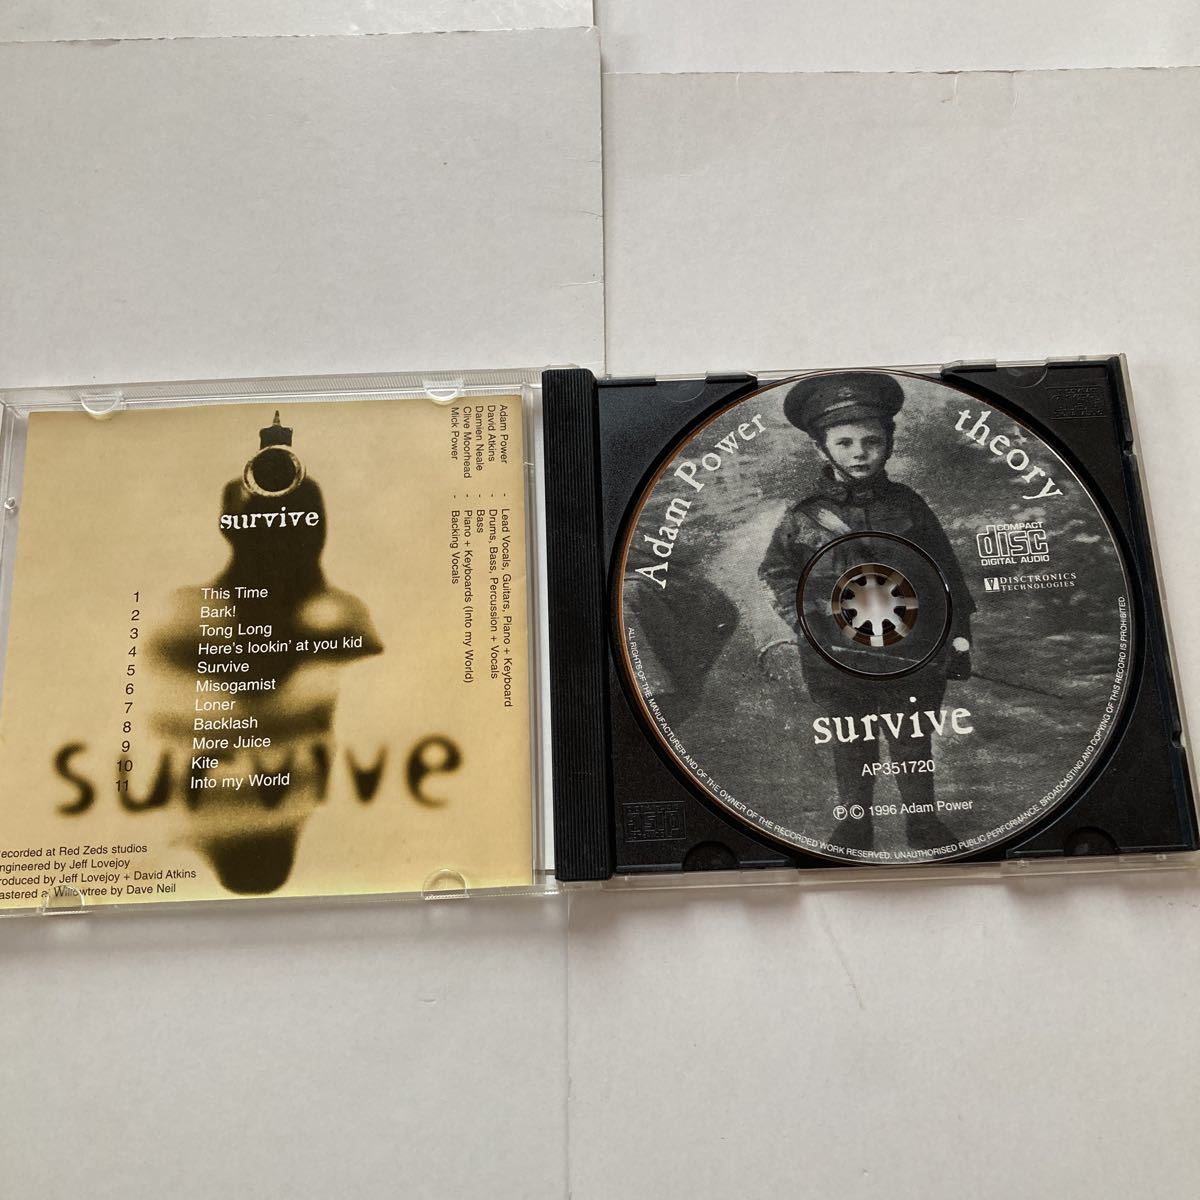 survive
1 This Time
2 Bark!
3 Tong Long
4 Here's lookin' at you kid
5 Survive
6 Misogamist
7 Loner
8 Backlash
9 More Juice
10 Kite
11 Into my World
survive
ecorded at Red Zeds studios
ngineered by Jeff Lovejoy
roduced by Jeff Lovejoy + David Atkins
astered a Willowtree by Dave Neil
Adam Power - Lead Vocals, Guitars, Piano + Keyboard
David Atkins - Drums, Bass, Percussion + Vocals
Damien Neale - Bass
Clive Moorhead - Piano + Keyboards (Into my World)
Mick Power - Backing Vocals
Adam Power theory
COMPACT
disc
DIGITAL AUDIO
DISCTRONICS
TECHNOLOGIES
survive
AP351720
Ⓟ © 1996 Adam Power
ALL RIGHTS OF THE MANUFACTURER AND OF THE OWNER OF THE RECORDED WORK RESERVED. UNAUTHORISED PUBLIC PERFORMANCE, BROADCASTING AND COPYING OF THIS RECORD IS PROHIBITED.